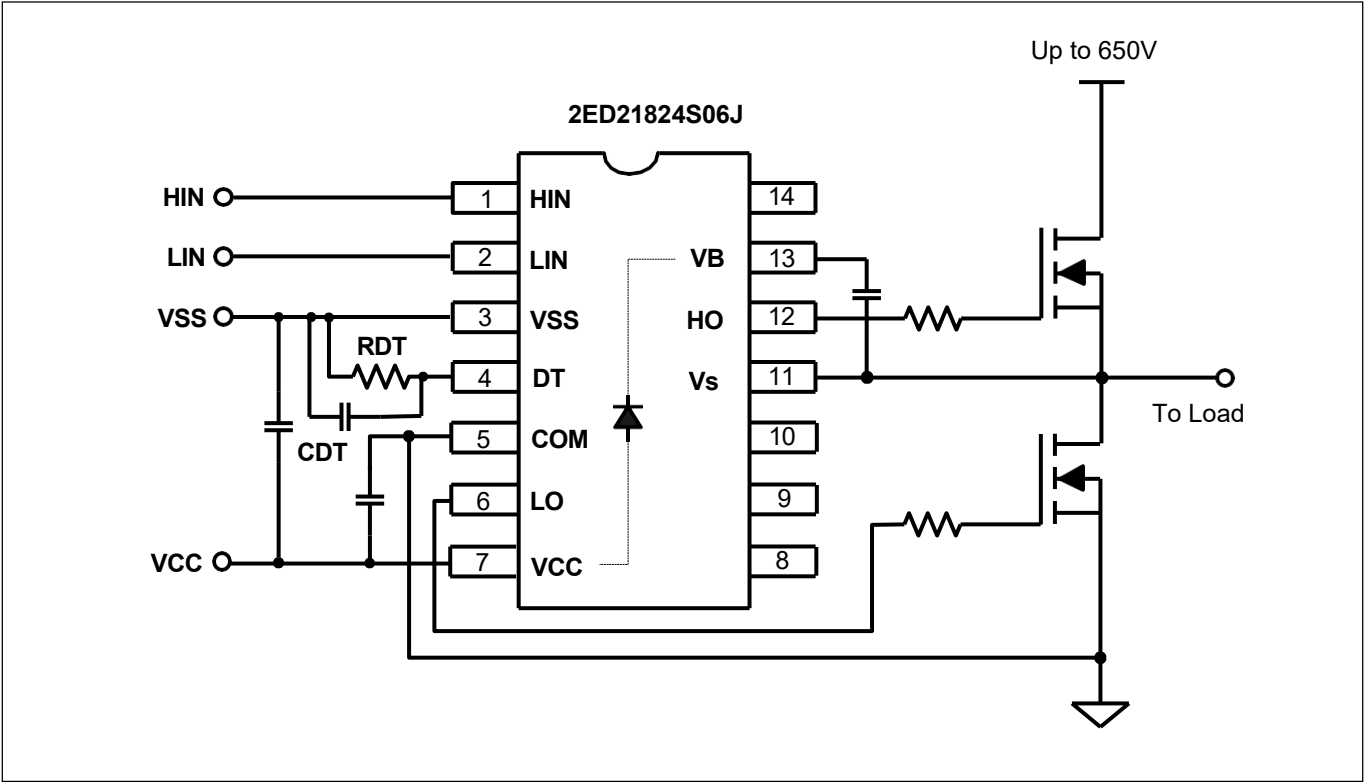 Up to 650V
2ED21824S06J
HIN 1 HIN 14
LIN 2 LIN VB 13
VSS 3 VSS HO 12
RDT
4 DT Vs 11
To Load
CDT
5 COM 10
6 LO 9
VCC 7 VCC 8